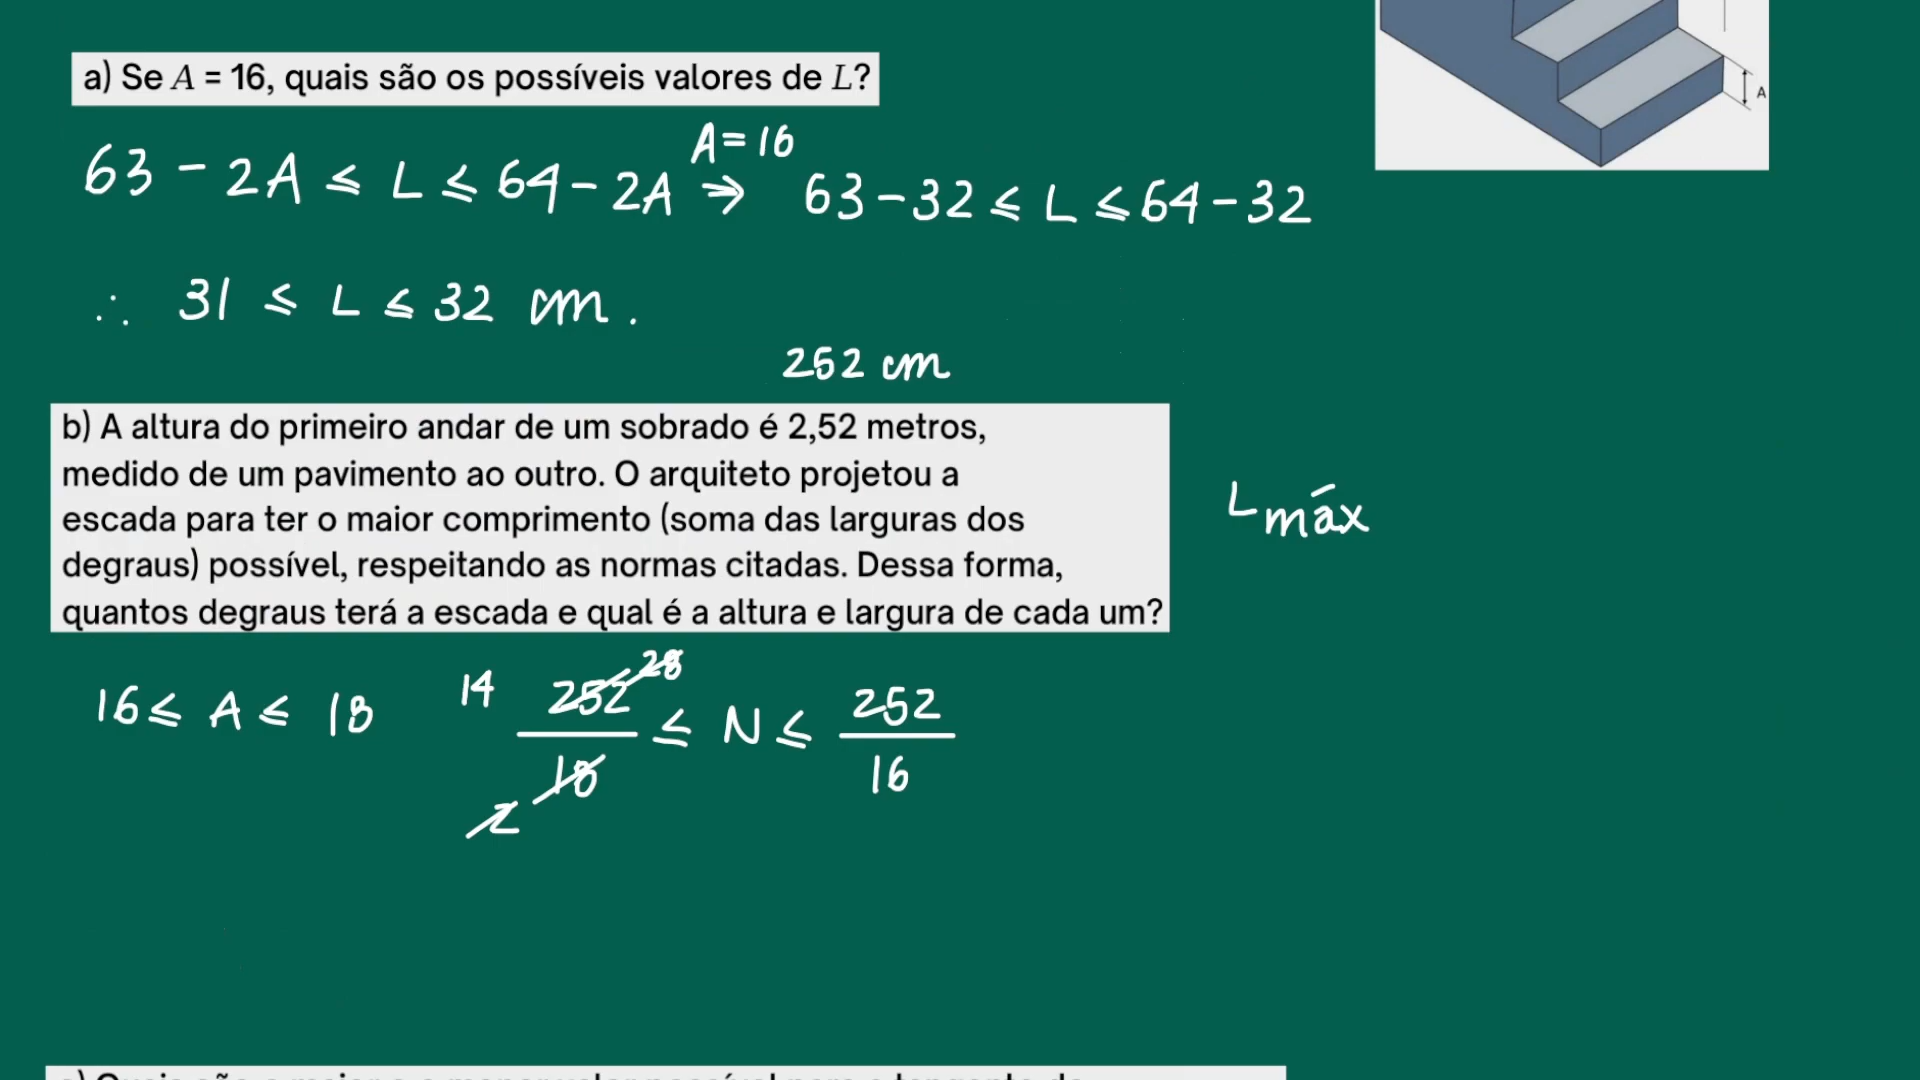 a) Se A = 16, quais são os possíveis valores de L?
A
A = 16
63 - 2A ≤ L ≤ 64 - 2A ⇒ 63 - 32 ≤ L ≤ 64 - 32
∴ 31 ≤ L ≤ 32 cm.
252 cm
b) A altura do primeiro andar de um sobrado é 2,52 metros,
medido de um pavimento ao outro. O arquiteto projetou a
escada para ter o maior comprimento (soma das larguras dos
degraus) possível, respeitando as normas citadas. Dessa forma,
quantos degraus terá a escada e qual é a altura e largura de cada um?
L máx
28
16 ≤ A ≤ 18 14 252/18 ≤ N ≤ 252/16
2